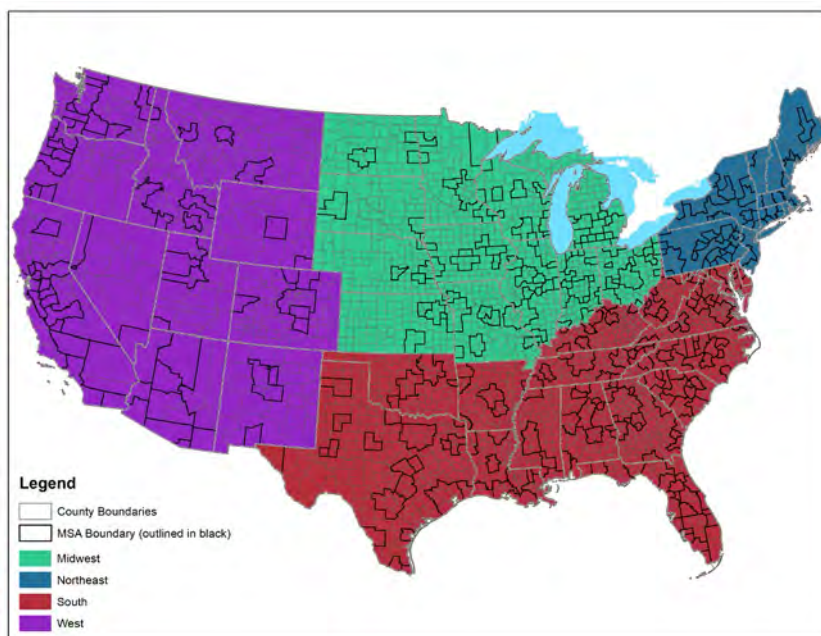 Legend
County Boundaries
MSA Boundary (outlined in black)
Midwest
Northeast
South
West